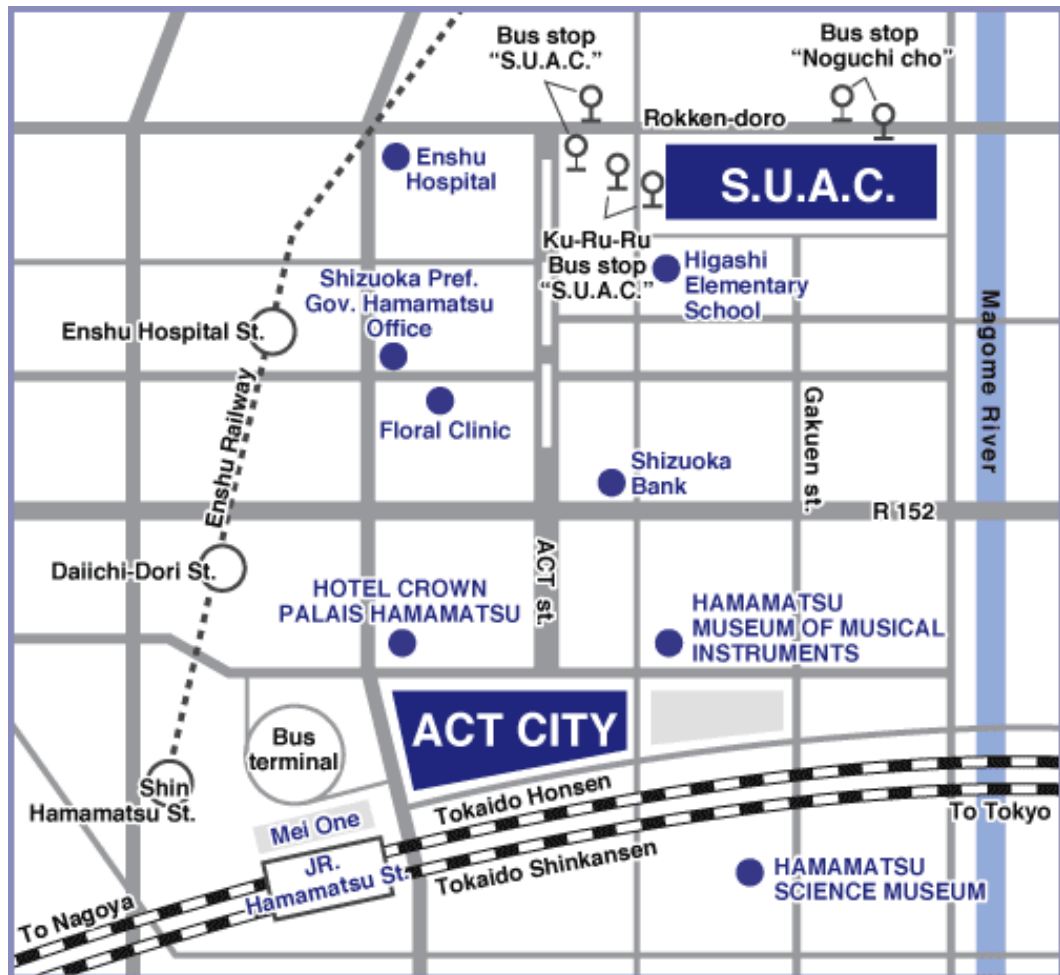 Bus stop
“S.U.A.C.”
Bus stop
“Noguchi cho”
Rokken-doro
Enshu
Hospital
S.U.A.C.
Ku-Ru-Ru
Bus stop
“S.U.A.C.”
Higashi
Elementary
School
Shizuoka Pref.
Gov. Hamamatsu
Office
Enshu Hospital St.
Magome River
Enshu Railway
Floral Clinic
Gakuen st.
Shizuoka
Bank
R 152
Daiichi-Dori St.
ACT st.
HOTEL CROWN
PALAIS HAMAMATSU
HAMAMATSU
MUSEUM OF MUSICAL
INSTRUMENTS
ACT CITY
Bus
terminal
Shin
Hamamatsu St.
Tokaido Honsen
To Tokyo
Mei One
Tokaido Shinkansen
JR.
Hamamatsu St.
HAMAMATSU
SCIENCE MUSEUM
To Nagoya